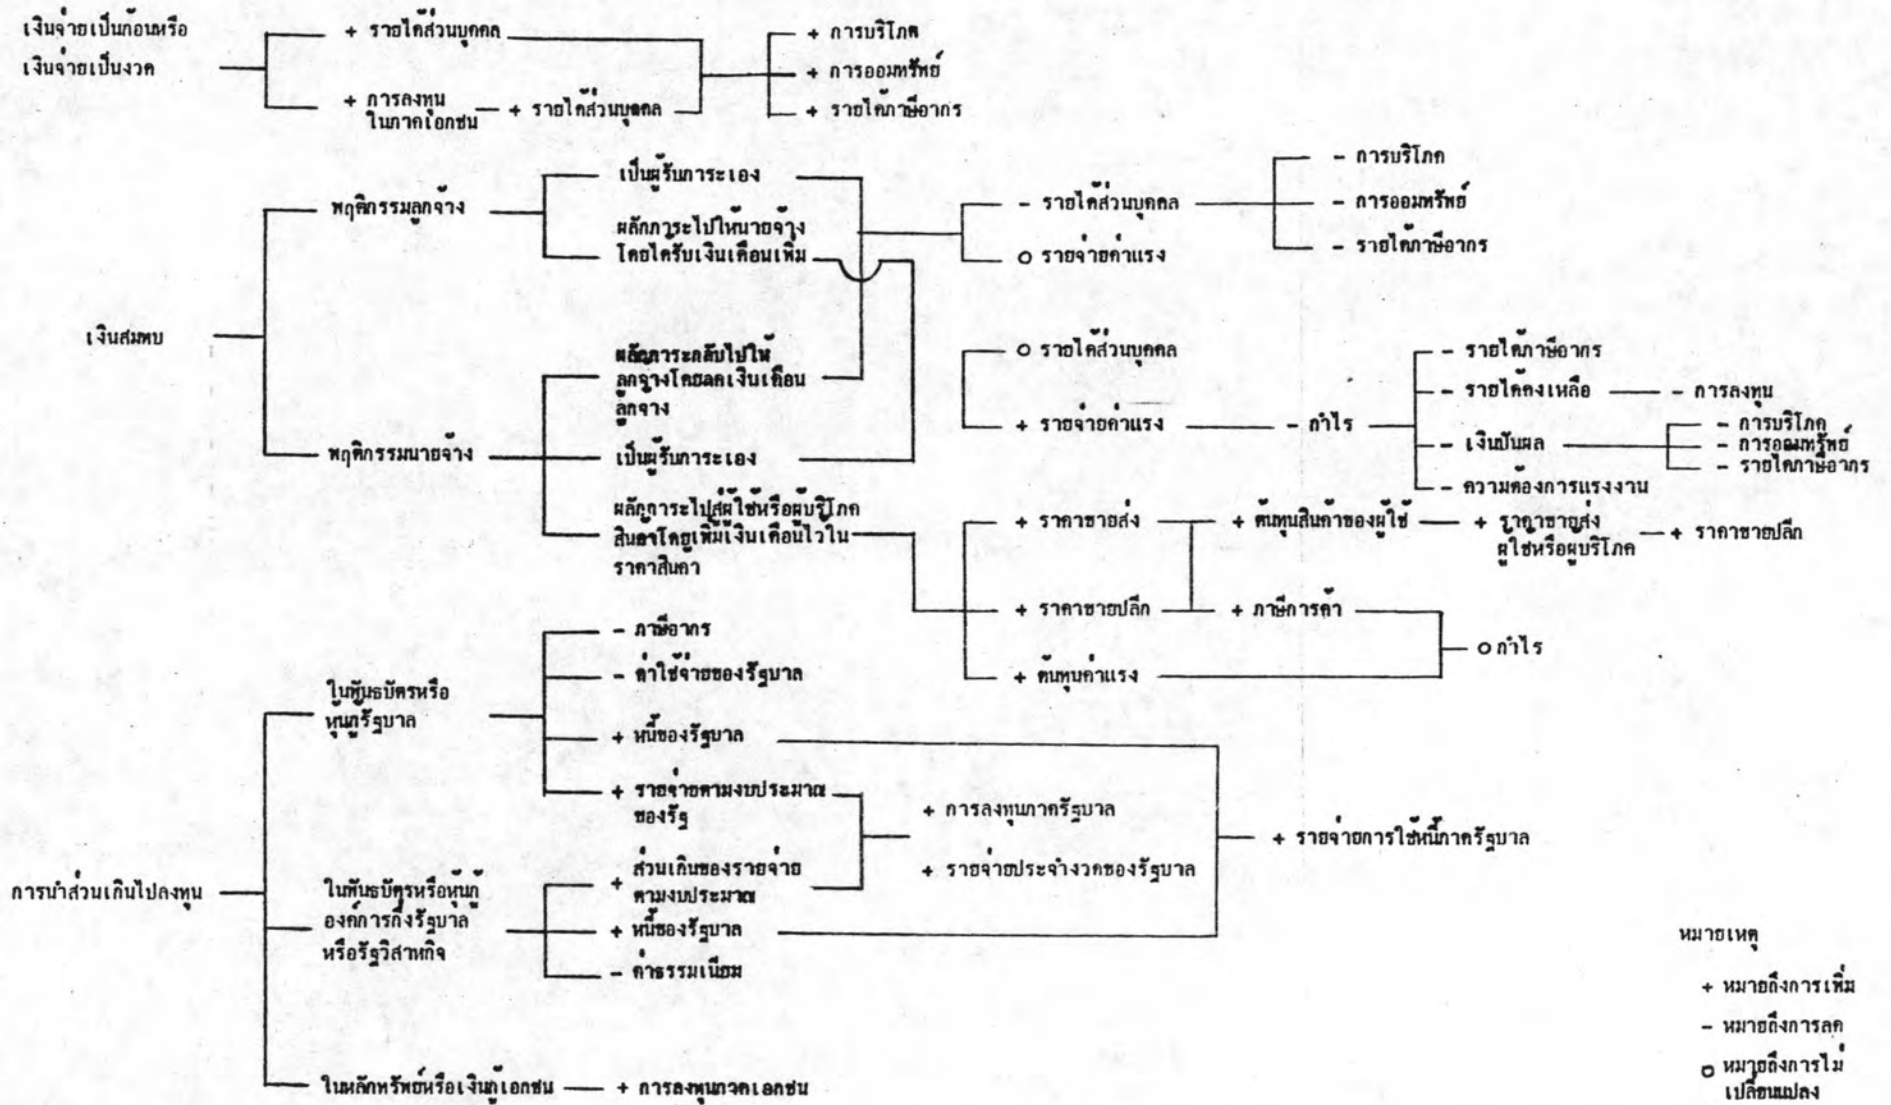 เงินจ่ายเป็นก้อนหรือ
เงินจ่ายเป็นงวด
+ รายได้ส่วนบุคคล
+ การลงทุน
ในภาคเอกชน
+ รายได้ส่วนบุคคล
+ การบริโภค
+ การออมทรัพย์
+ รายได้ภาษีอากร
เงินสมทบ
พฤติกรรมลูกจ้าง
เป็นผู้รับภาระเอง
ผลักภาระไปให้นายจ้าง
โดยได้รับเงินเดือนเพิ่ม
- รายได้ส่วนบุคคล
O รายจ่ายค่าแรง
- การบริโภค
- การออมทรัพย์
- รายได้ภาษีอากร
พฤติกรรมนายจ้าง
ผลักภาระกลับไปให้
ลูกจ้างโดยลดเงินเดือน
ลูกจ้าง
เป็นผู้รับภาระเอง
ผลักภาระไปสู่ผู้ใช้หรือผู้บริโภค
สินค้าโดยเพิ่มเงินเดือนไว้ใน
ราคาสินค้า
O รายได้ส่วนบุคคล
+ รายจ่ายค่าแรง
- กำไร
- รายได้ภาษีอากร
- รายได้คงเหลือ
- การลงทุน
- เงินปันผล
- การบริโภค
- การออมทรัพย์
- รายได้ภาษีอากร
- ความต้องการแรงงาน
+ ราคาขายส่ง
+ ต้นทุนสินค้าของผู้ใช้
+ ราคาขายส่ง
ผู้ใช้หรือผู้บริโภค
+ ราคาขายปลีก
+ ราคาขายปลีก
+ ภาษีการค้า
+ ต้นทุนค่าแรง
O กำไร
การนำส่วนเกินไปลงทุน
ในพันธบัตรหรือ
หุ้นกู้รัฐบาล
- ภาษีอากร
- ค่าใช้จ่ายของรัฐบาล
+ หนี้ของรัฐบาล
+ รายจ่ายตามงบประมาณ
ของรัฐ
+ การลงทุนภาครัฐบาล
+ รายจ่ายประจำงวดของรัฐบาล
+ รายจ่ายการใช้หนี้ภาครัฐบาล
ในพันธบัตรหรือหุ้นกู้
องค์การกึ่งรัฐบาล
หรือรัฐวิสาหกิจ
+ ส่วนเกินของรายจ่าย
ตามงบประมาณ
+ หนี้ของรัฐบาล
- ค่าธรรมเนียม
ในหลักทรัพย์หรือเงินกู้เอกชน
+ การลงทุนภาคเอกชน
หมายเหตุ
+ หมายถึงการเพิ่ม
- หมายถึงการลด
O หมายถึงการไม่
เปลี่ยนแปลง